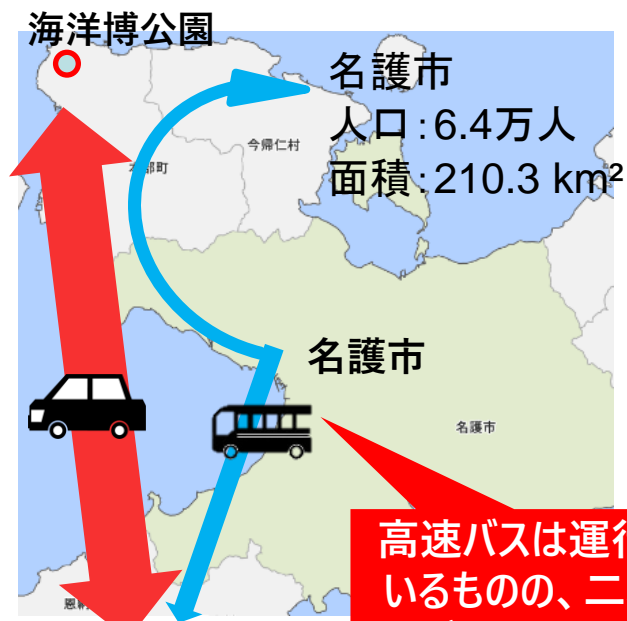 海洋博公園
名護市
人口:6.4万人
面積:210.3 km²
今帰仁村
本部町
名護市
名護市
高速バスは運行
いるものの、二
恩納